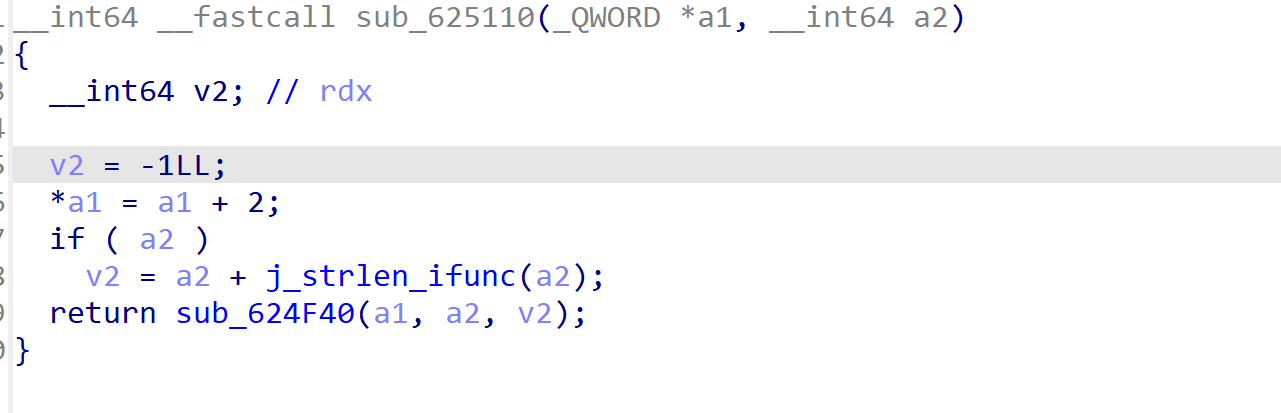 __int64 __fastcall sub_625110(_QWORD *a1, __int64 a2)
{
  __int64 v2; // rdx

  v2 = -1LL;
  *a1 = a1 + 2;
  if ( a2 )
    v2 = a2 + j_strlen_ifunc(a2);
  return sub_624F40(a1, a2, v2);
}